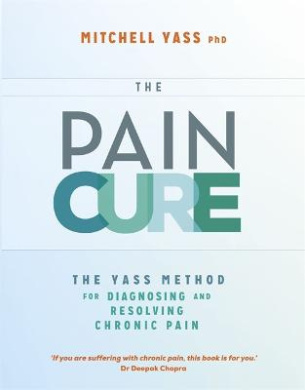 MITCHELL YASS PhD
THE
PAIN
CURE
THE YASS METHOD
FOR DIAGNOSING AND
RESOLVING
CHRONIC PAIN
'If you are suffering with chronic pain, this book is for you.'
Dr Deepak Chopra